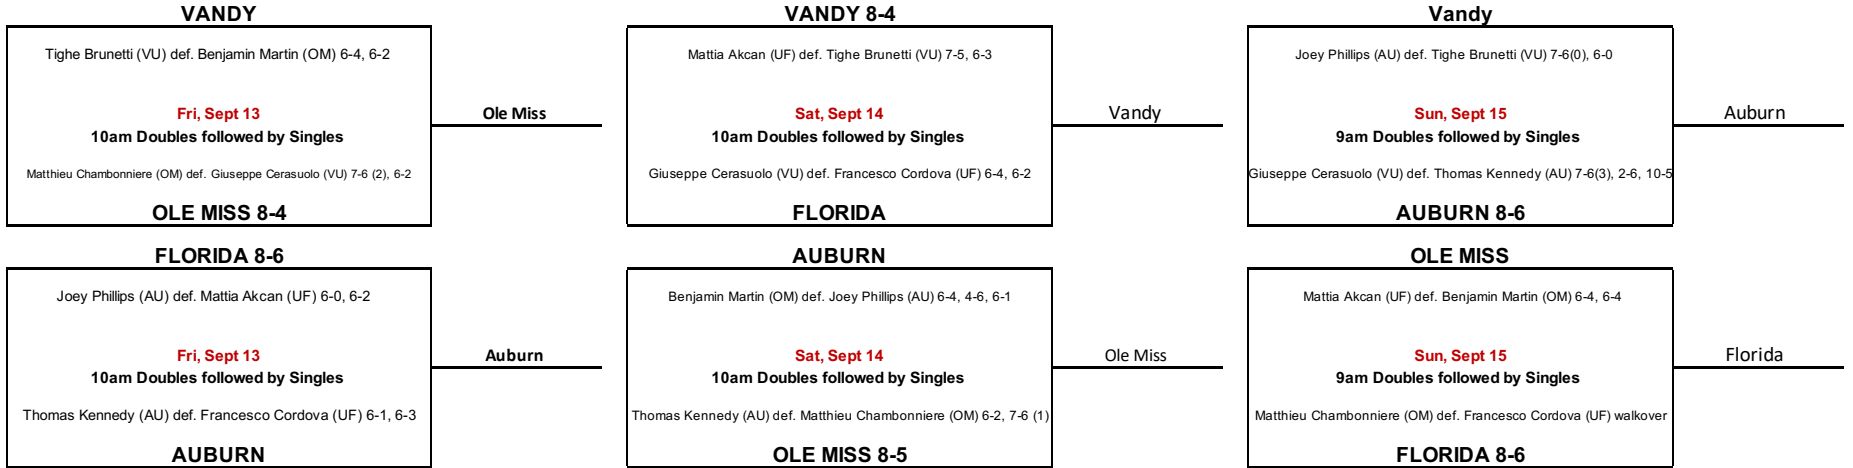 VANDY
Tighe Brunetti (VU) def. Benjamin Martin (OM) 6-4, 6-2
Fri, Sept 13
10am Doubles followed by Singles
Matthieu Chambonniere (OM) def. Giuseppe Cerasuolo (VU) 7-6 (2), 6-2
OLE MISS 8-4
Ole Miss
VANDY 8-4
Mattia Akcan (UF) def. Tighe Brunetti (VU) 7-5, 6-3
Sat, Sept 14
10am Doubles followed by Singles
Giuseppe Cerasuolo (VU) def. Francesco Cordova (UF) 6-4, 6-2
FLORIDA
Vandy
Vandy
Joey Phillips (AU) def. Tighe Brunetti (VU) 7-6(0), 6-0
Sun, Sept 15
9am Doubles followed by Singles
Giuseppe Cerasuolo (VU) def. Thomas Kennedy (AU) 7-6(3), 2-6, 10-5
AUBURN 8-6
Auburn
FLORIDA 8-6
Joey Phillips (AU) def. Mattia Akcan (UF) 6-0, 6-2
Fri, Sept 13
10am Doubles followed by Singles
Thomas Kennedy (AU) def. Francesco Cordova (UF) 6-1, 6-3
AUBURN
Auburn
AUBURN
Benjamin Martin (OM) def. Joey Phillips (AU) 6-4, 4-6, 6-1
Sat, Sept 14
10am Doubles followed by Singles
Thomas Kennedy (AU) def. Matthieu Chambonniere (OM) 6-2, 7-6 (1)
OLE MISS 8-5
Ole Miss
OLE MISS
Mattia Akcan (UF) def. Benjamin Martin (OM) 6-4, 6-4
Sun, Sept 15
9am Doubles followed by Singles
Matthieu Chambonniere (OM) def. Francesco Cordova (UF) walkover
FLORIDA 8-6
Florida